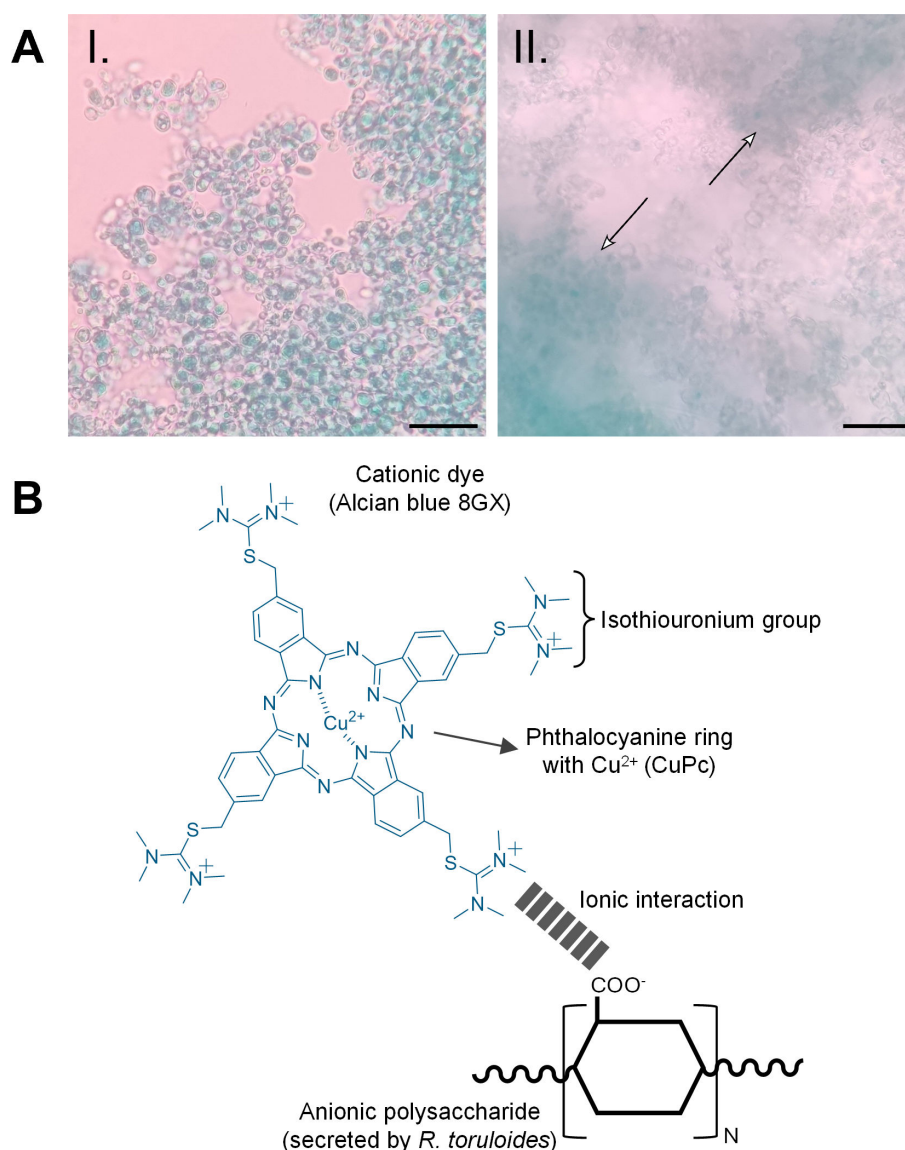 A
I.
II.
B
Cationic dye
(Alcian blue 8GX)
N
N
+
S
N
S
N
+
Isothiouronium group
N
N
N
N
N
Cu²⁺
N
N
N
N
Phthalocyanine ring
with Cu²⁺ (CuPc)
S
N
N
+
S
N
+
N
Ionic interaction
COO⁻
Anionic polysaccharide
(secreted by R. toruloides)
N